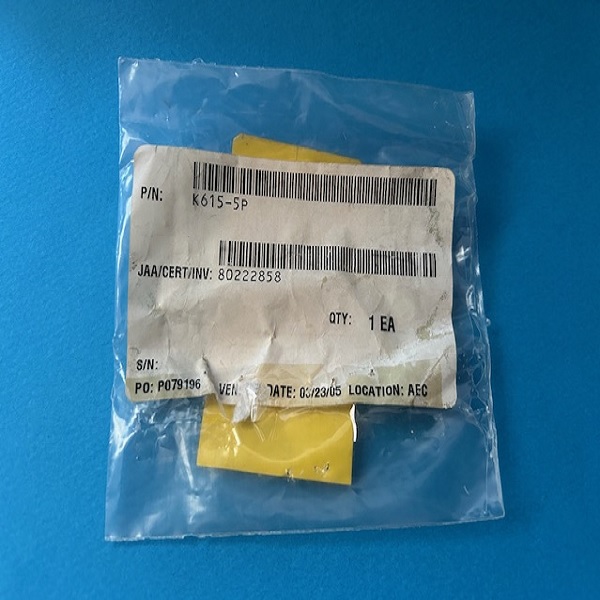 P/N: K615-5P
JAA/CERT/INV: 80222858
QTY: 1 EA
S/N:
PO: P079196 DATE: 03/23/05 LOCATION: AEC